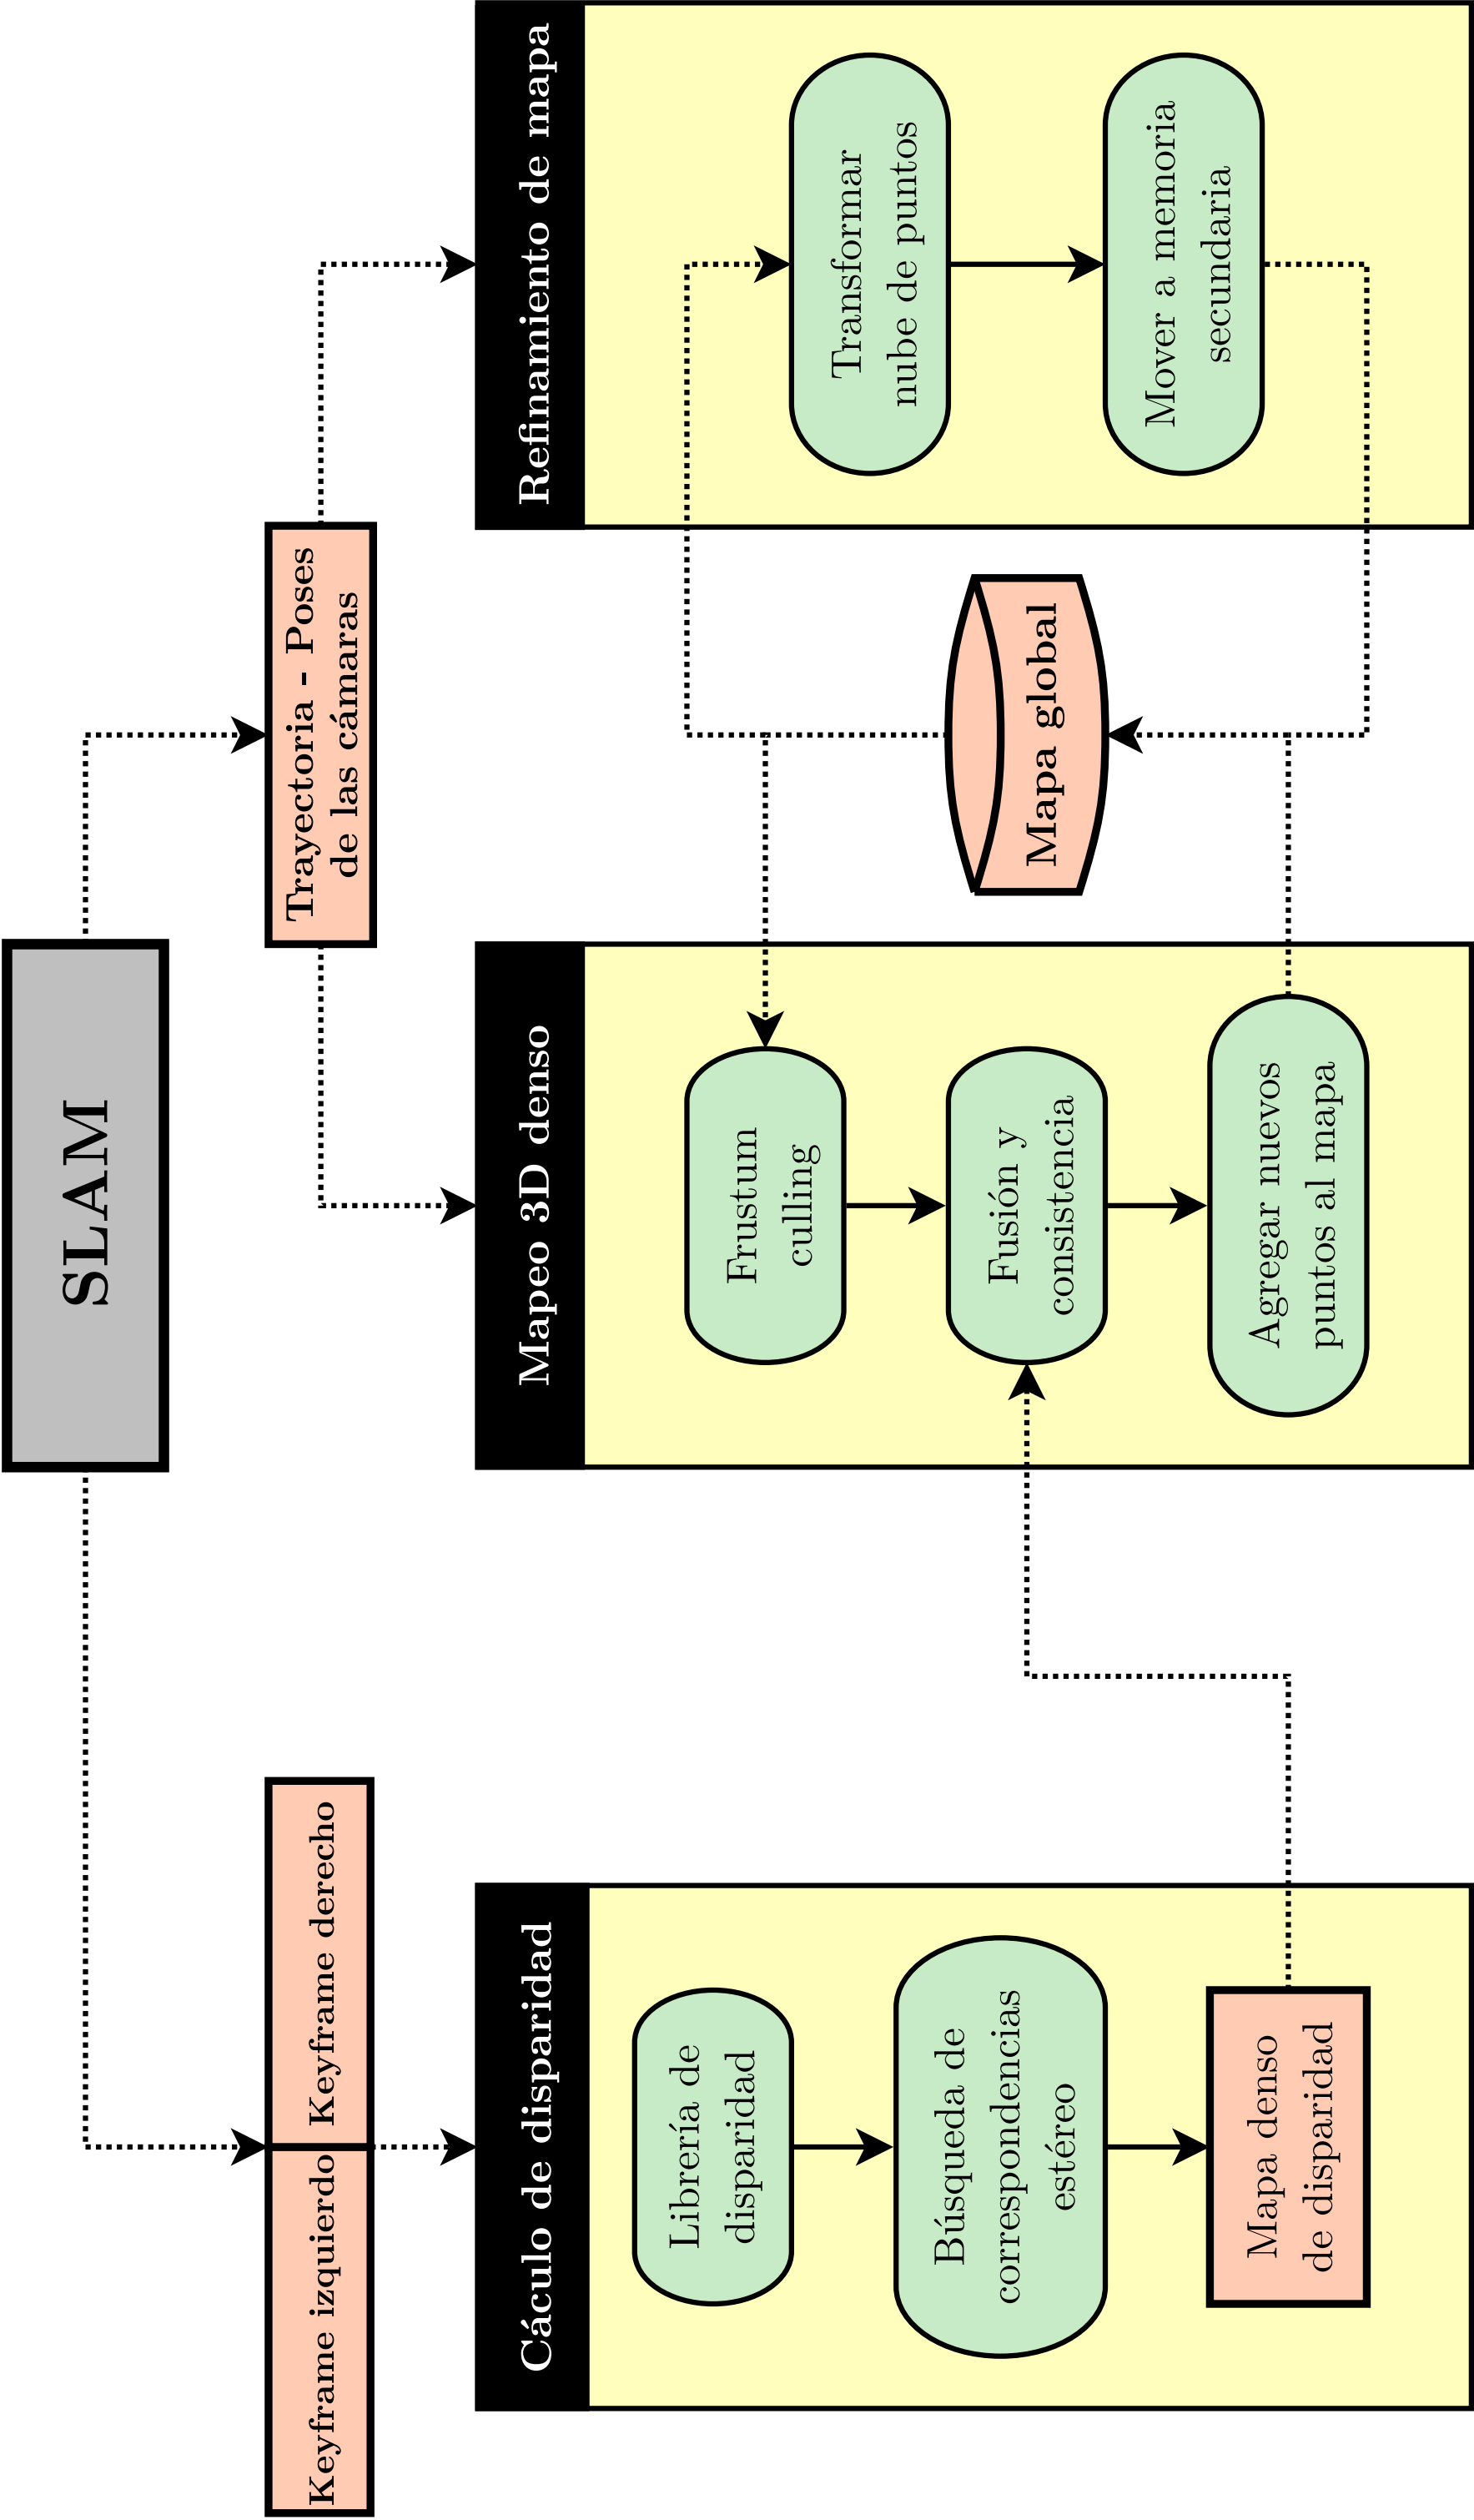 SLAM
Keyframe izquierdo
Keyframe derecho
Trayectoria - Poses
de las cámaras
Cáculo de disparidad
Librería de
disparidad
Búsqueda de
correspondencias
estéreo
Mapa denso
de disparidad
Mapeo 3D denso
Frustum
culling
Fusión y
consistencia
Agregar nuevos
puntos al mapa
Mapa global
Refinamiento de mapa
Transformar
nube de puntos
Mover a memoria
secundaria